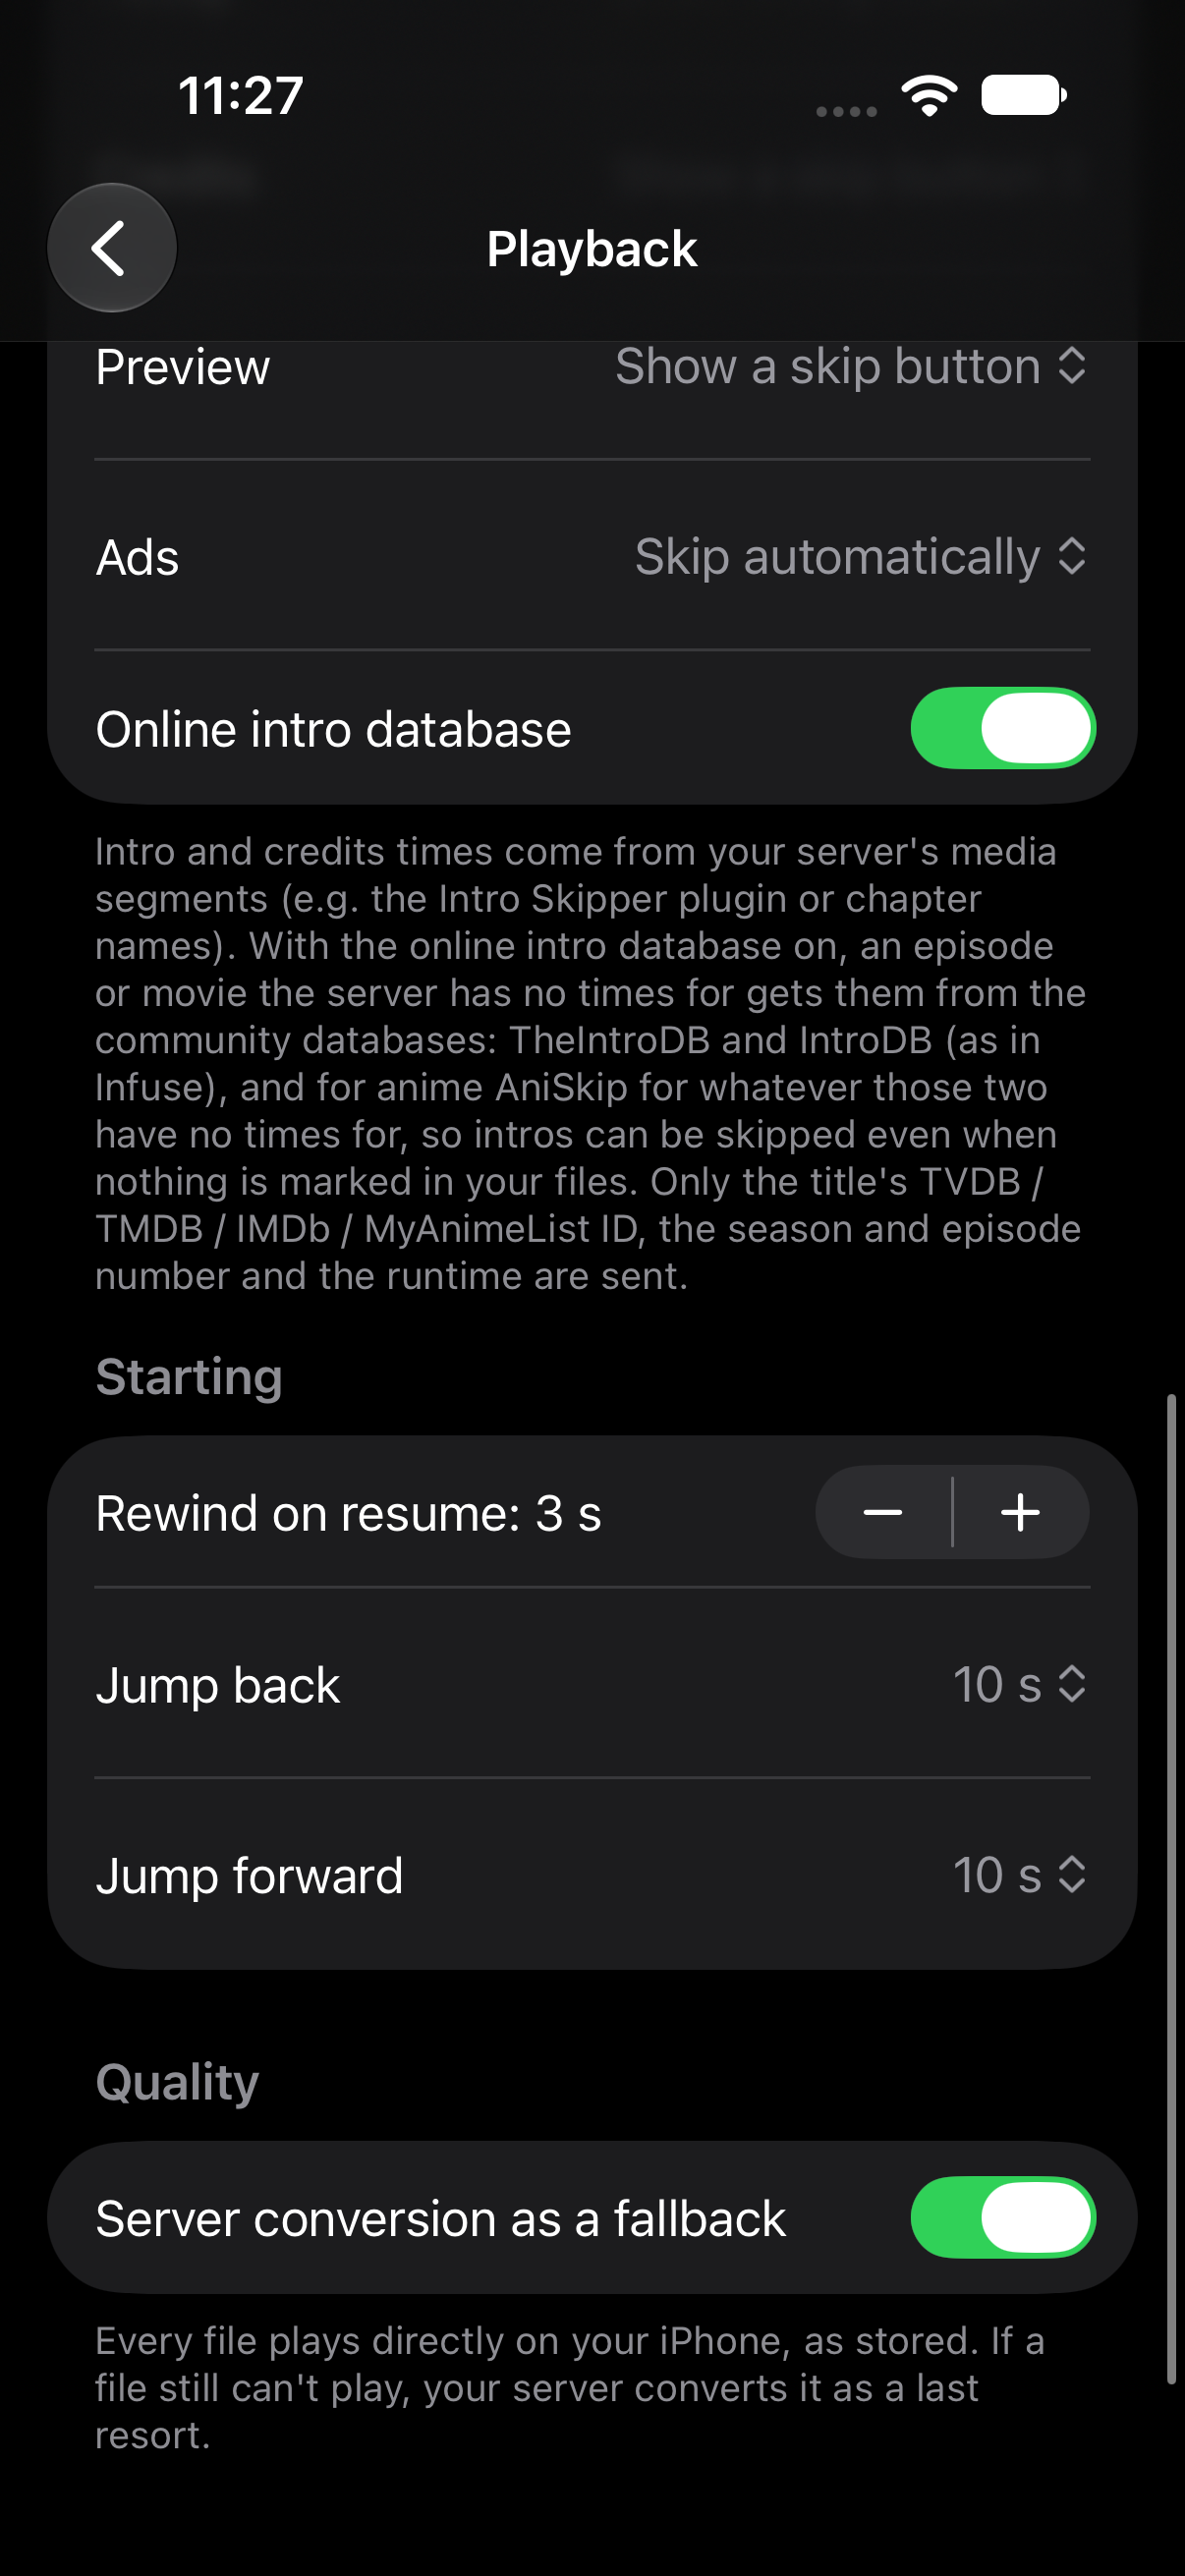 11:27
Playback
Preview
Show a skip button
Ads
Skip automatically
Online intro database
Intro and credits times come from your server's media
segments (e.g. the Intro Skipper plugin or chapter
names). With the online intro database on, an episode
or movie the server has no times for gets them from the
community databases: TheIntroDB and IntroDB (as in
Infuse), and for anime AniSkip for whatever those two
have no times for, so intros can be skipped even when
nothing is marked in your files. Only the title's TVDB /
TMDB / IMDb / MyAnimeList ID, the season and episode
number and the runtime are sent.
Starting
Rewind on resume: 3 s
Jump back
10 s
Jump forward
10 s
Quality
Server conversion as a fallback
Every file plays directly on your iPhone, as stored. If a
file still can't play, your server converts it as a last
resort.